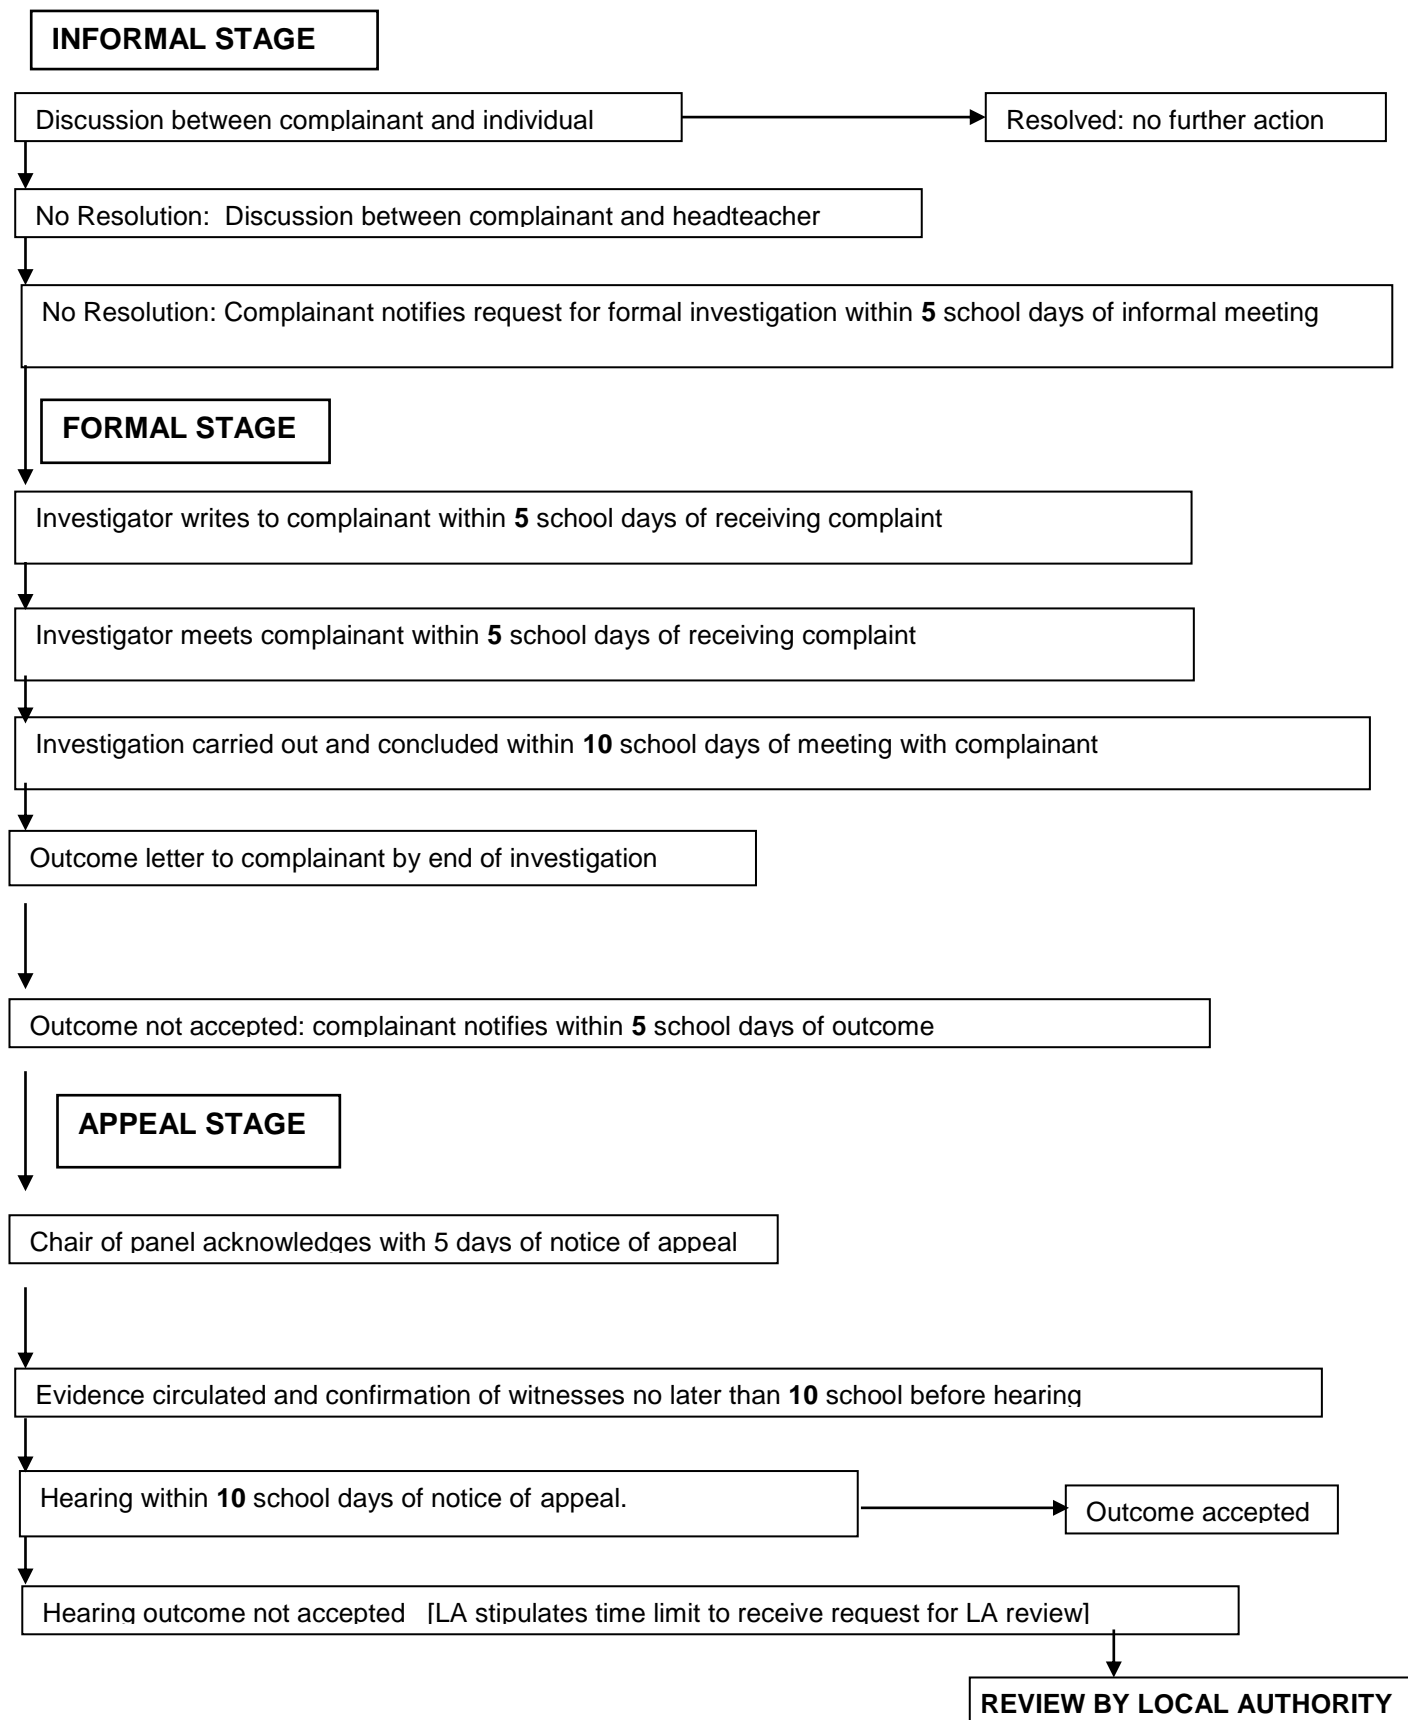 INFORMAL STAGE
Discussion between complainant and individual
Resolved: no further action
No Resolution:  Discussion between complainant and headteacher
No Resolution: Complainant notifies request for formal investigation within 5 school days of informal meeting
FORMAL STAGE
Investigator writes to complainant within 5 school days of receiving complaint
Investigator meets complainant within 5 school days of receiving complaint
Investigation carried out and concluded within 10 school days of meeting with complainant
Outcome letter to complainant by end of investigation
Outcome not accepted: complainant notifies within 5 school days of outcome
APPEAL STAGE
Chair of panel acknowledges with 5 days of notice of appeal
Evidence circulated and confirmation of witnesses no later than 10 school before hearing
Hearing within 10 school days of notice of appeal.
Outcome accepted
Hearing outcome not accepted   [LA stipulates time limit to receive request for LA review]
REVIEW BY LOCAL AUTHORITY